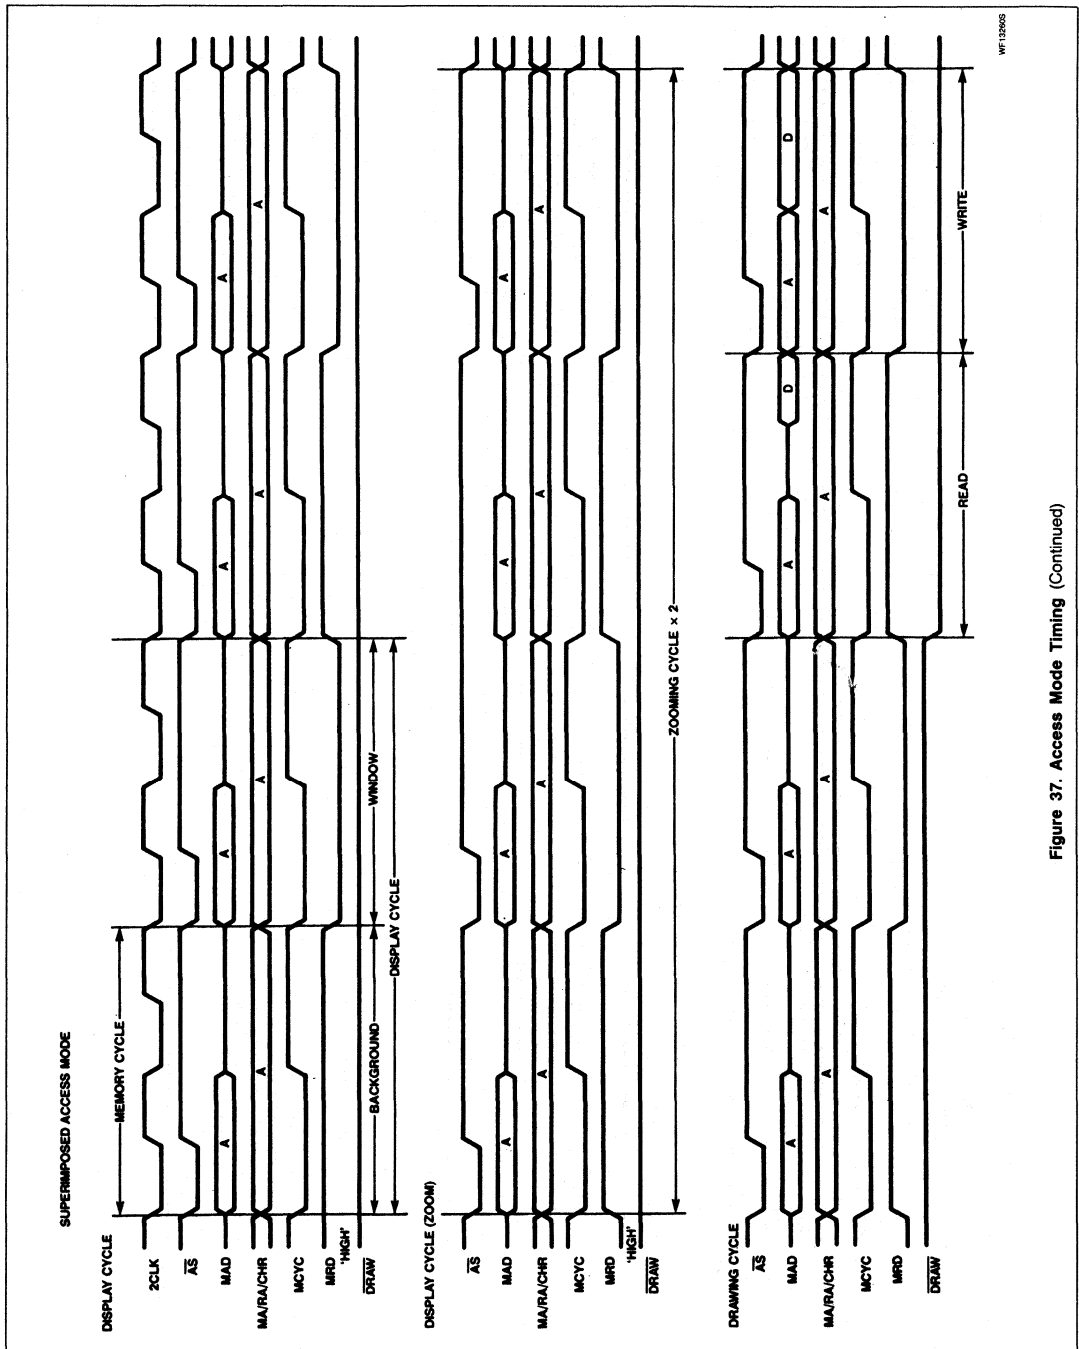 SUPERIMPOSED ACCESS MODE
DISPLAY CYCLE
MEMORY CYCLE
2CLK
AS
MAD
A A A A
MA/RA/CHR
A A A A
MCYC
MRD
'HIGH'
DRAW
BACKGROUND
WINDOW
DISPLAY CYCLE
DISPLAY CYCLE (ZOOM)
AS
MAD
A A A A
MA/RA/CHR
A A A A
MCYC
MRD
'HIGH'
DRAW
ZOOMING CYCLE × 2
DRAWING CYCLE
AS
MAD
A A A D A D
MA/RA/CHR
A A A A
MCYC
MRD
DRAW
READ
WRITE
WF13260S
Figure 37. Access Mode Timing (Continued)